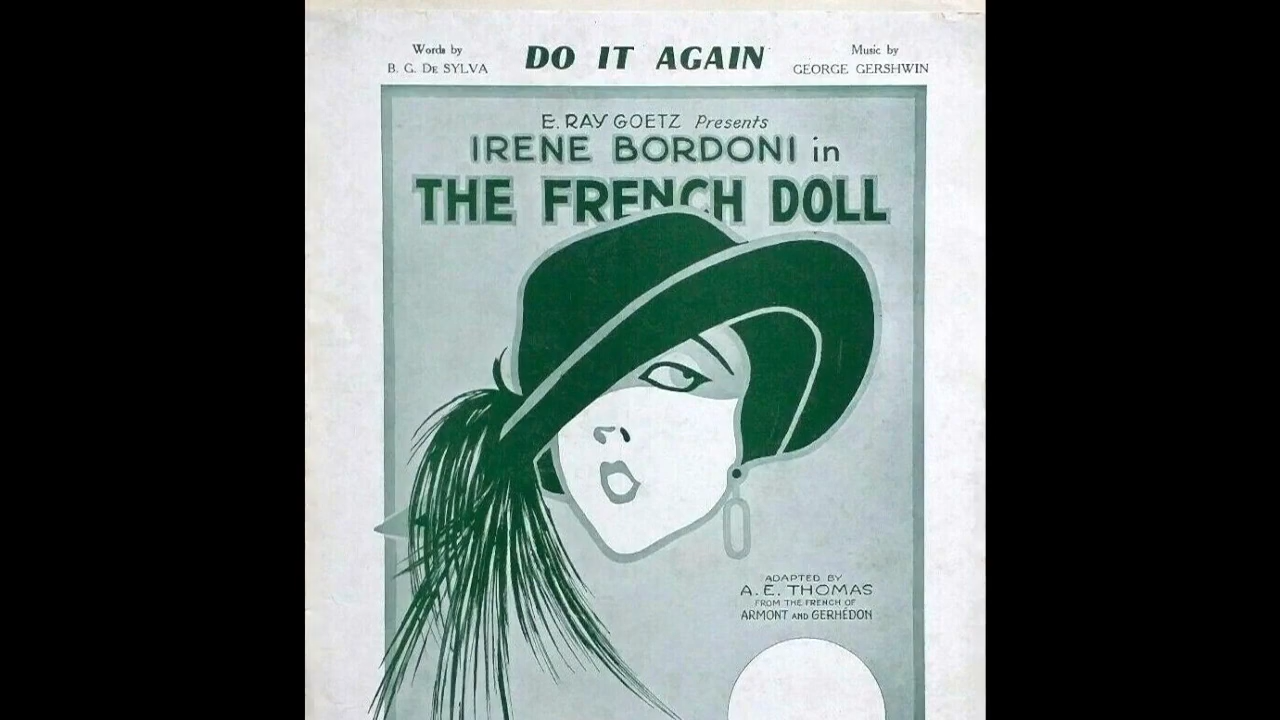 Words by
B. G. De SYLVA
DO IT AGAIN
Music by
GEORGE GERSHWIN
E. RAY GOETZ Presents
IRENE BORDONI in
THE FRENCH DOLL
ADAPTED BY
A. E. THOMAS
FROM THE FRENCH OF
ARMONT AND GERHÉDON